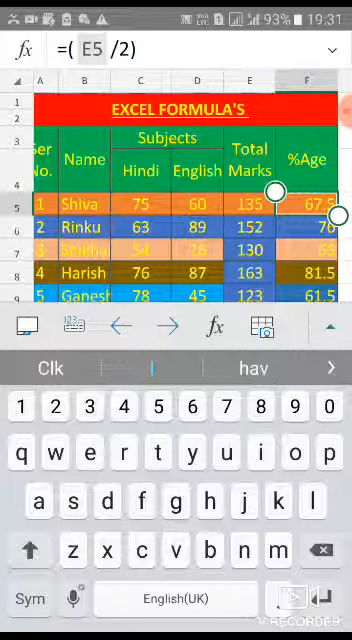 93% 19:31
fx =( E5 /2)
A B C D E F
1 EXCEL FORMULA'S
2
3 Ser No. Name Subjects Total Marks %Age
4 Hindi English
5 1 Shiva 75 60 135 67.5
6 2 Rinku 63 89 152 76
7 3 Shikha 54 76 130 65
8 4 Harish 76 87 163 81.5
9 5 Ganesh 78 45 123 61.5
123
fx
Clk hav
1 2 3 4 5 6 7 8 9 0
q w e r t y u i o p
a s d f g h j k l
z x c v b n m
Sym English(UK)
RECORDER